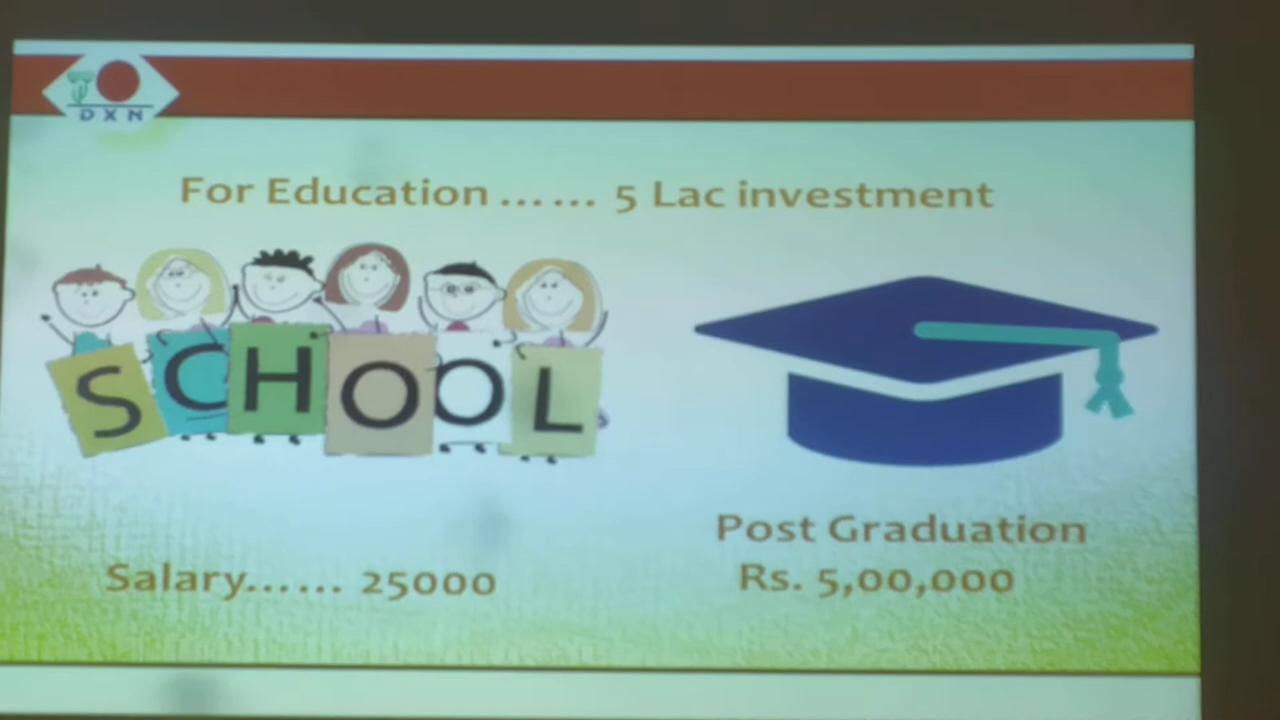 DXN
For Education ...... 5 Lac investment
SCHOOL
Post Graduation
Salary...... 25000
Rs. 5,00,000